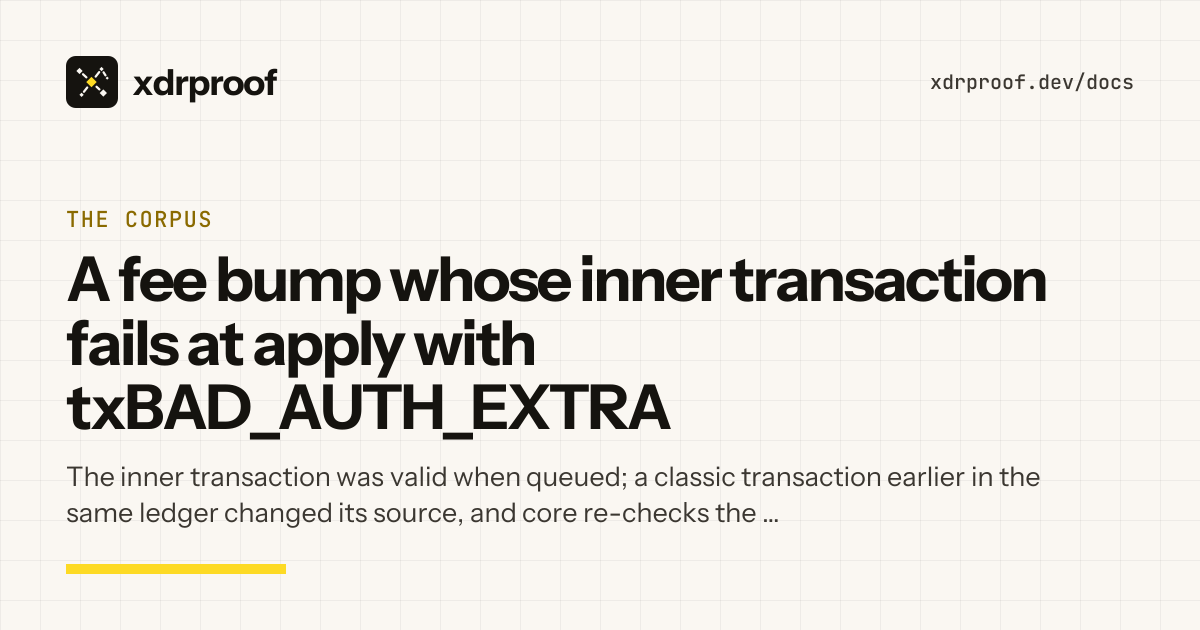 xdrproof
xdrproof.dev/docs
THE CORPUS
A fee bump whose inner transaction
fails at apply with
txBAD_AUTH_EXTRA
The inner transaction was valid when queued; a classic transaction earlier in the
same ledger changed its source, and core re-checks the ...